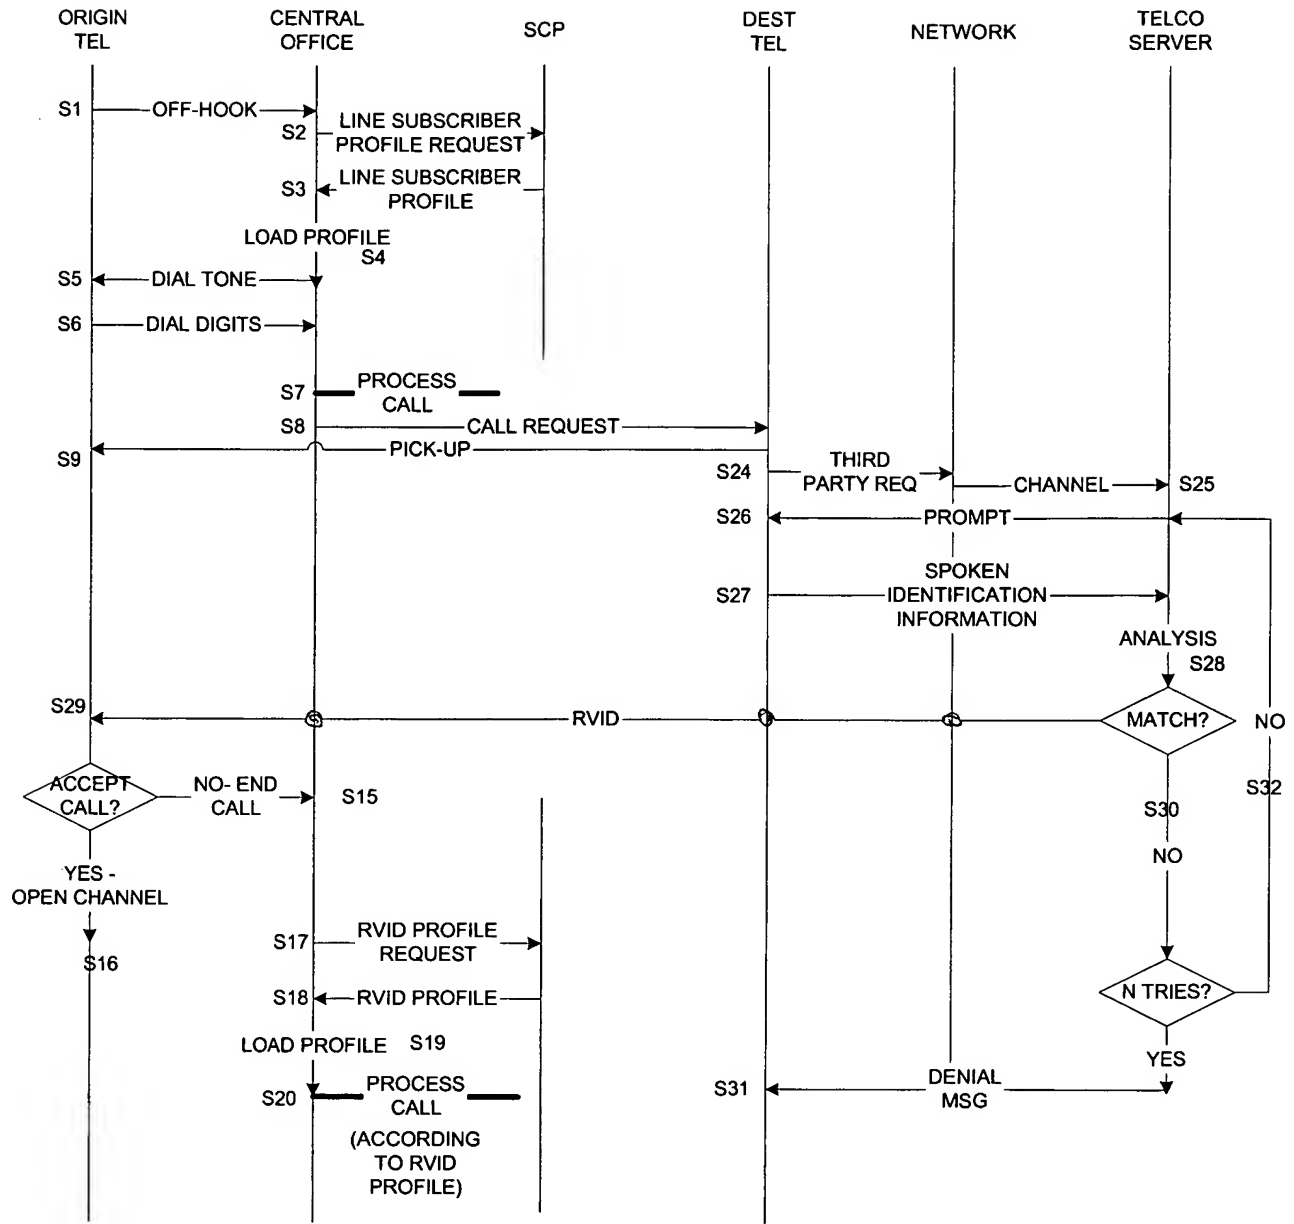 ORIGIN
TEL
CENTRAL
OFFICE
SCP
DEST
TEL
NETWORK
TELCO
SERVER
S1
OFF-HOOK
S2
LINE SUBSCRIBER
PROFILE REQUEST
S3
LINE SUBSCRIBER
PROFILE
LOAD PROFILE
S4
S5
DIAL TONE
S6
DIAL DIGITS
S7
PROCESS
CALL
S8
CALL REQUEST
S9
PICK-UP
S24
THIRD
PARTY REQ
CHANNEL
S25
S26
PROMPT
S27
SPOKEN
IDENTIFICATION
INFORMATION
ANALYSIS
S28
S29
RVID
MATCH?
NO
ACCEPT
CALL?
NO- END
CALL
S15
S30
S32
YES -
OPEN CHANNEL
NO
S16
S17
RVID PROFILE
REQUEST
S18
RVID PROFILE
N TRIES?
LOAD PROFILE
S19
YES
S20
PROCESS
CALL
S31
DENIAL
MSG
(ACCORDING
TO RVID
PROFILE)